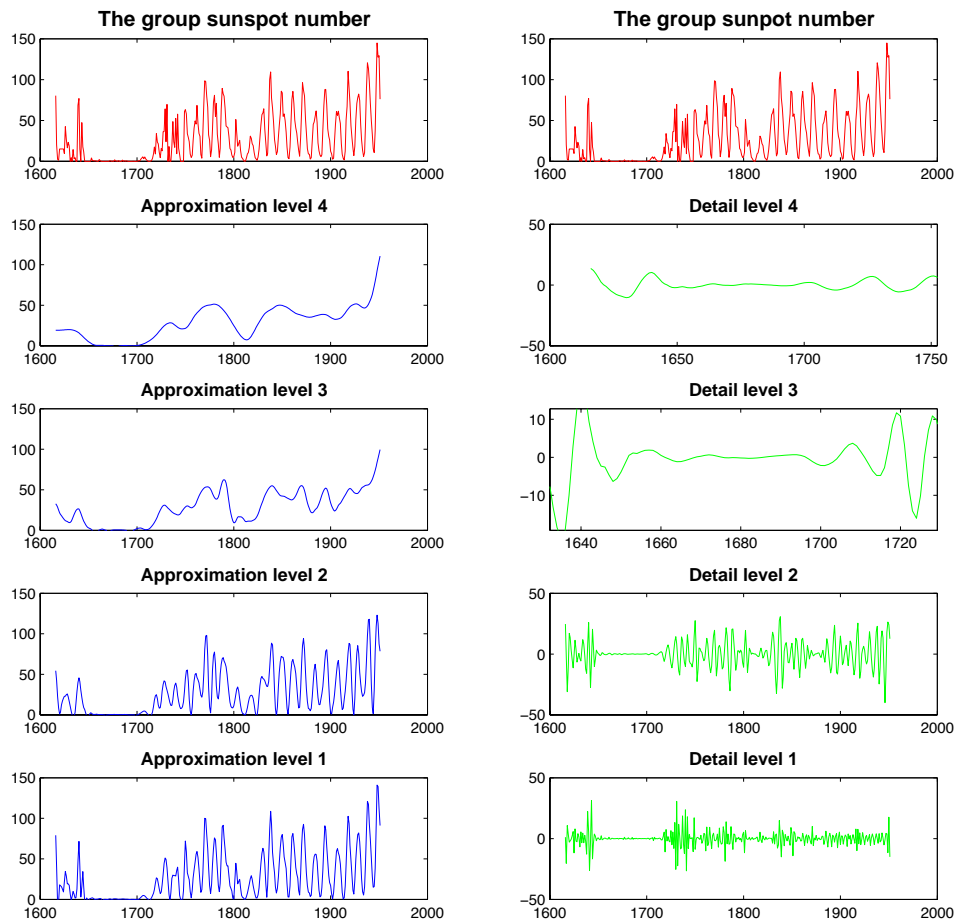 The group sunspot number
150
100
50
0
1600 1700 1800 1900 2000
The group sunpot number
150
100
50
0
1600 1700 1800 1900 2000
Approximation level 4
150
100
50
0
1600 1700 1800 1900 2000
Detail level 4
50
0
−50
1600 1650 1700 1750
Approximation level 3
150
100
50
0
1600 1700 1800 1900 2000
Detail level 3
10
0
−10
1640 1660 1680 1700 1720
Approximation level 2
150
100
50
0
1600 1700 1800 1900 2000
Detail level 2
50
0
−50
1600 1700 1800 1900 2000
Approximation level 1
150
100
50
0
1600 1700 1800 1900 2000
Detail level 1
50
0
−50
1600 1700 1800 1900 2000